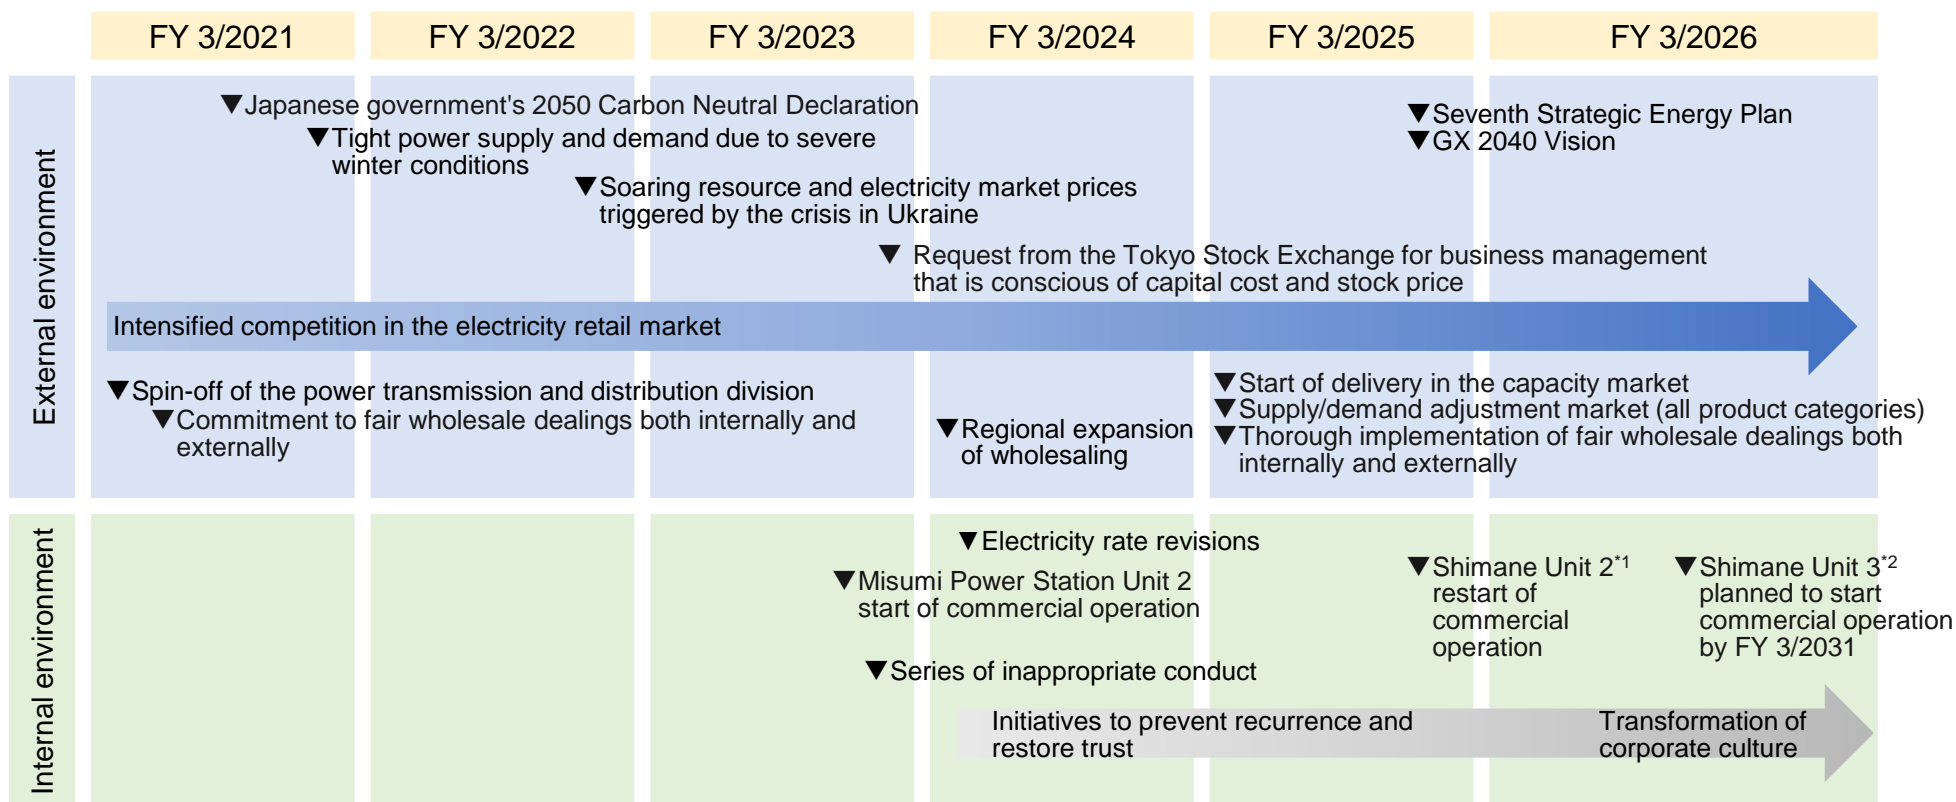 FY 3/2021
FY 3/2022
FY 3/2023
FY 3/2024
FY 3/2025
FY 3/2026
External environment
▼Japanese government's 2050 Carbon Neutral Declaration
▼Tight power supply and demand due to severe
winter conditions
▼Soaring resource and electricity market prices
triggered by the crisis in Ukraine
▼Seventh Strategic Energy Plan
▼GX 2040 Vision
▼ Request from the Tokyo Stock Exchange for business management
that is conscious of capital cost and stock price
Intensified competition in the electricity retail market
▼Spin-off of the power transmission and distribution division
▼Commitment to fair wholesale dealings both internally and
externally
▼Regional expansion
of wholesaling
▼Start of delivery in the capacity market
▼Supply/demand adjustment market (all product categories)
▼Thorough implementation of fair wholesale dealings both
internally and externally
Internal environment
▼Electricity rate revisions
▼Misumi Power Station Unit 2
start of commercial operation
▼Series of inappropriate conduct
▼Shimane Unit 2*1
restart of
commercial
operation
▼Shimane Unit 3*2
planned to start
commercial operation
by FY 3/2031
Initiatives to prevent recurrence and
restore trust
Transformation of
corporate culture